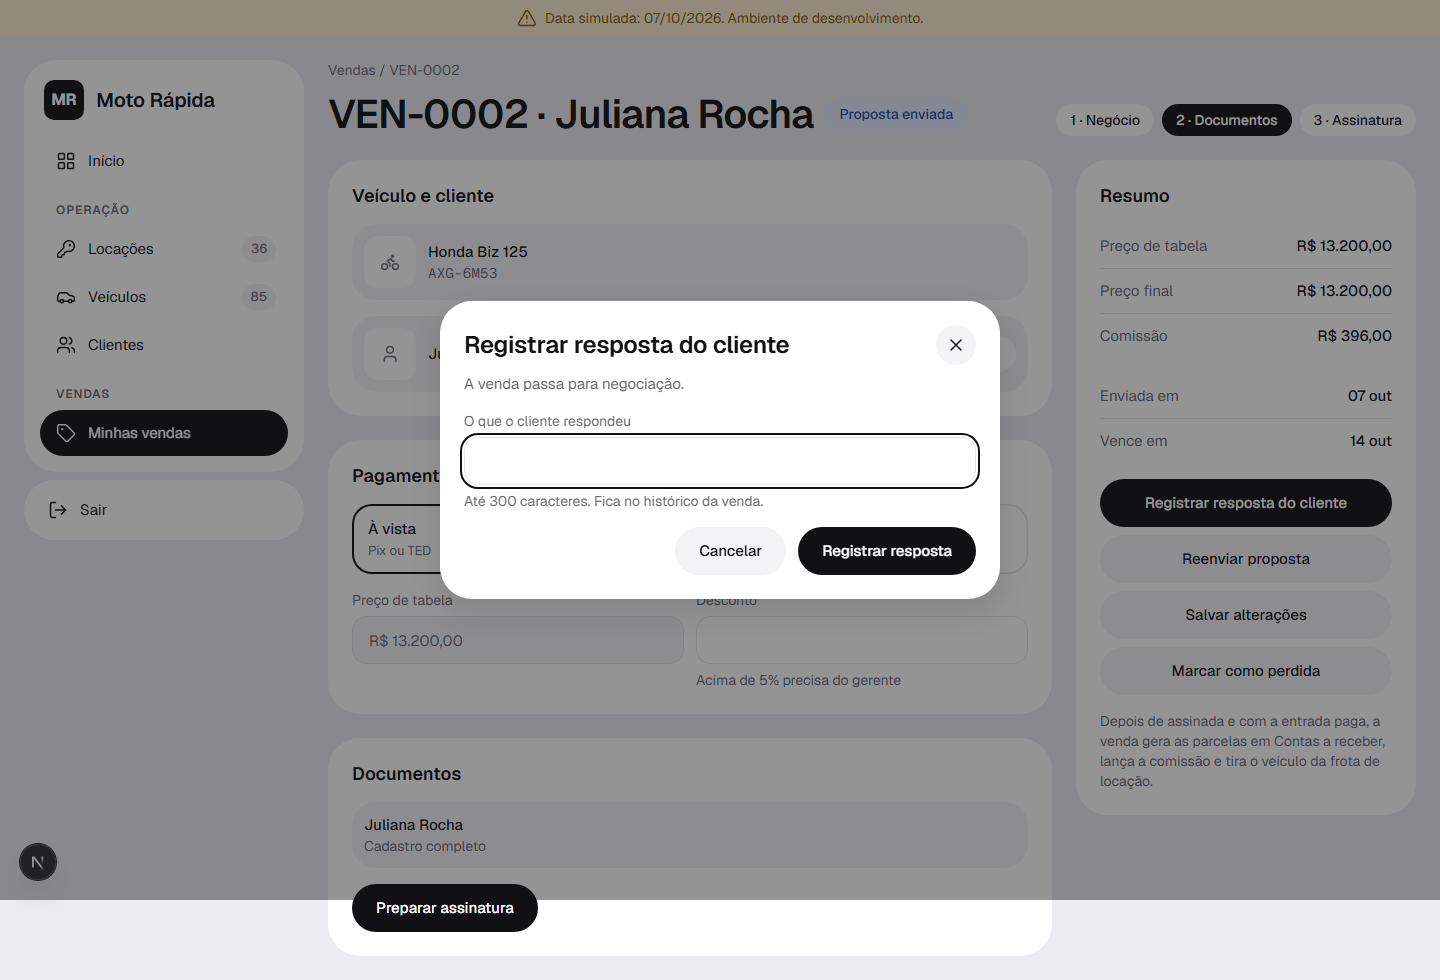 Data simulada: 07/10/2026. Ambiente de desenvolvimento.
MR Moto Rápida
Início
OPERAÇÃO
Locações 36
Veículos 85
Clientes
VENDAS
Minhas vendas
Sair
Vendas / VEN-0002
VEN-0002 · Juliana Rocha Proposta enviada
1 · Negócio 2 · Documentos 3 · Assinatura
Veículo e cliente
Honda Biz 125
AXG-6M53
Registrar resposta do cliente
A venda passa para negociação.
O que o cliente respondeu
Até 300 caracteres. Fica no histórico da venda.
Cancelar Registrar resposta
À vista
Pix ou TED
Preço de tabela
Desconto
R$ 13.200,00
Acima de 5% precisa do gerente
Documentos
Juliana Rocha
Cadastro completo
Preparar assinatura
Resumo
Preço de tabela R$ 13.200,00
Preço final R$ 13.200,00
Comissão R$ 396,00
Enviada em 07 out
Vence em 14 out
Registrar resposta do cliente
Reenviar proposta
Salvar alterações
Marcar como perdida
Depois de assinada e com a entrada paga, a
venda gera as parcelas em Contas a receber,
lança a comissão e tira o veículo da frota de
locação.
N